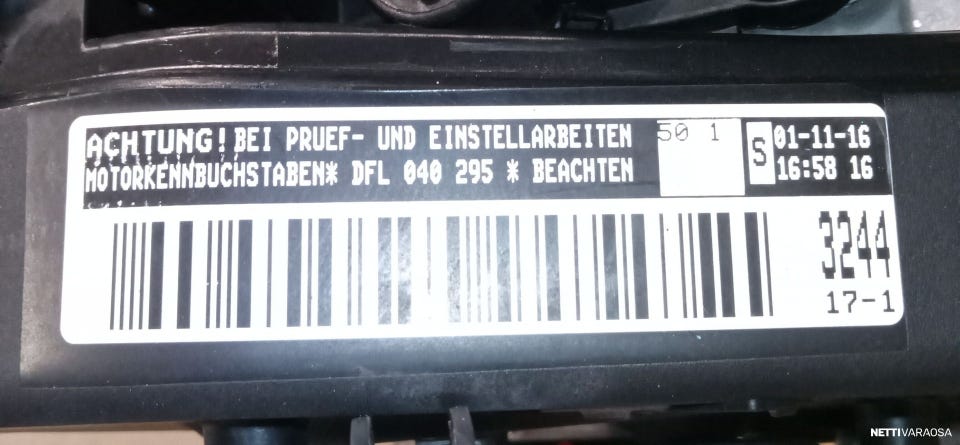 ACHTUNG! BEI PRUEF- UND EINSTELLARBEITEN
MOTORKENNBUCHSTABEN* DFL 040 295 * BEACHTEN
50 1
S
01-11-16
16:58 16
3244
17-1
NETTIVARAOSA